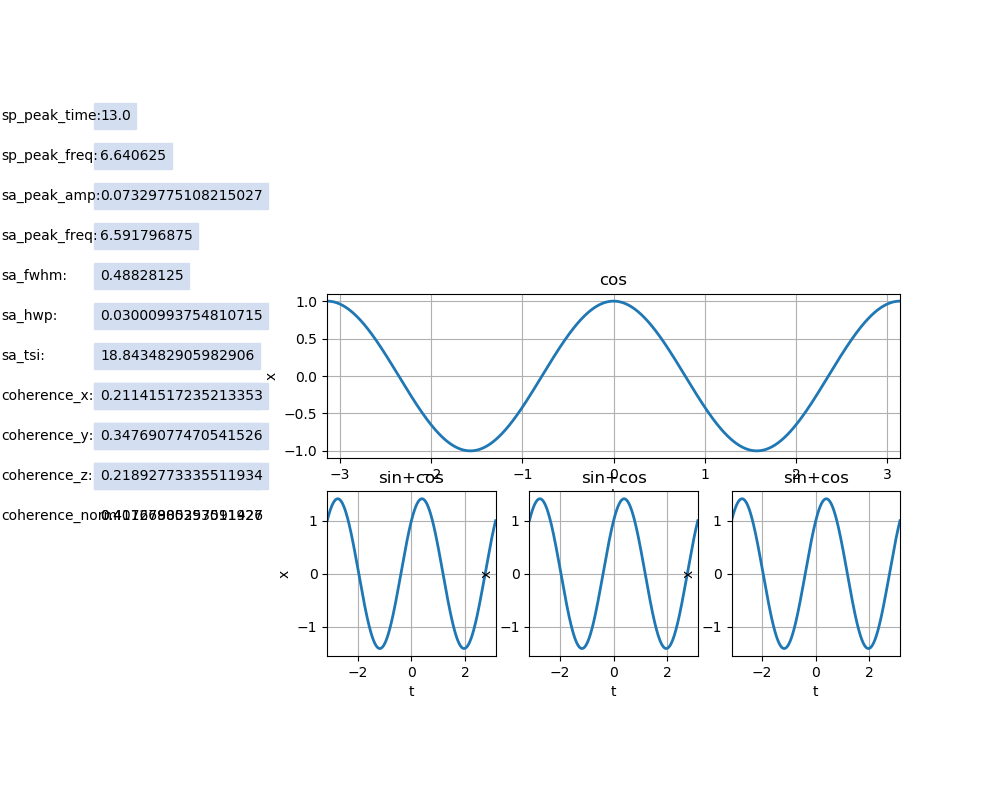 sp_peak_time: 13.0
sp_peak_freq: 6.640625
sa_peak_amp: 0.07329775108215027
sa_peak_freq: 6.591796875
sa_fwhm: 0.48828125
sa_hwp: 0.03000993754810715
sa_tsi: 18.843482905982906
coherence_x: 0.21141517235213353
coherence_y: 0.34769077470541526
coherence_z: 0.21892773335511934
cos
x
1.0
0.5
0.0
−0.5
−1.0
−3 −2 −1 0 1 2 3
sin+cos sin+cos sin+cos
x x x
1 1 1
0 0 0
−1 −1 −1
−2 0 2 −2 0 2 −2 0 2
t t t